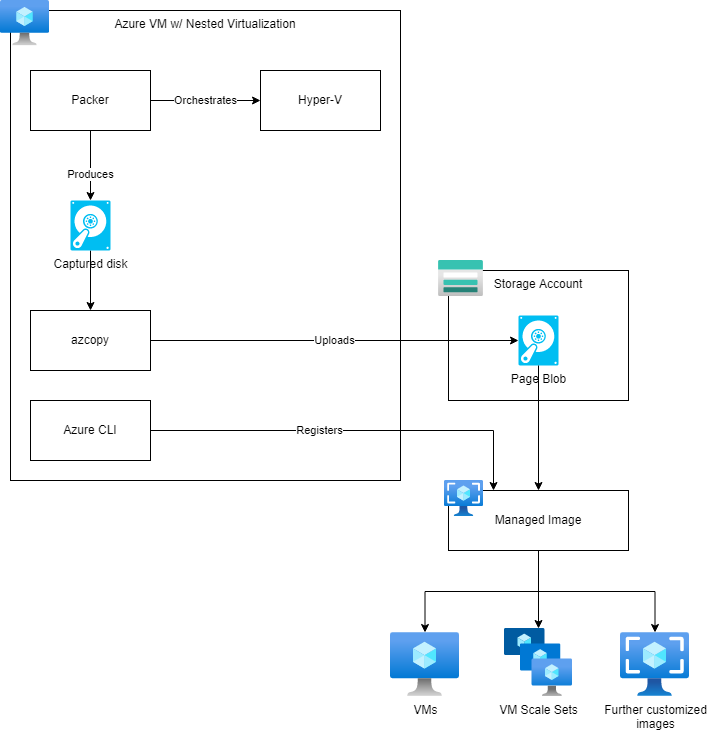 Azure VM w/ Nested Virtualization
Packer
Orchestrates
Hyper-V
Produces
Captured disk
Storage Account
azcopy
Uploads
Page Blob
Azure CLI
Registers
Managed Image
VMs
VM Scale Sets
Further customized
images